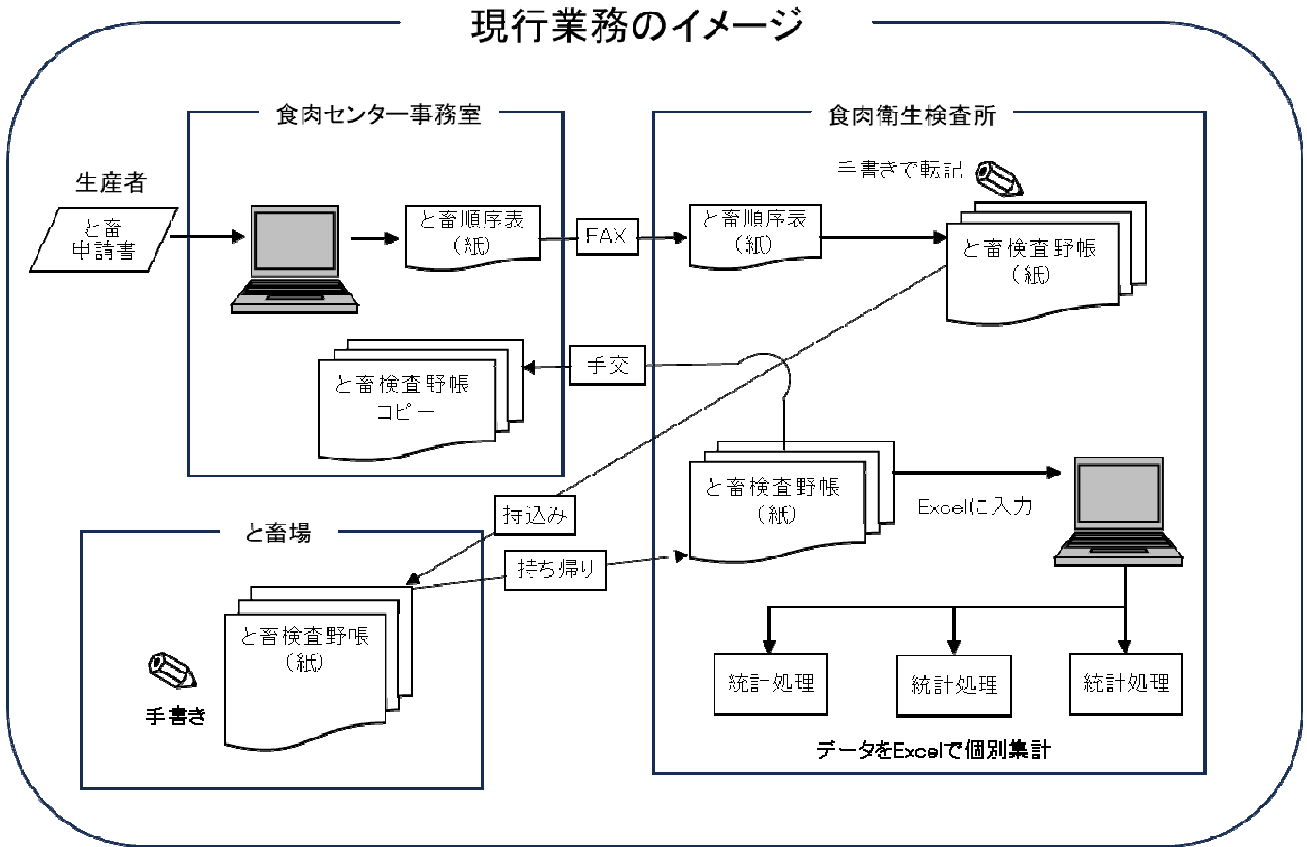 現行業務のイメージ
食肉センター事務室
食肉衛生検査所
生産者
と畜
申請書
と畜順序表
(紙)
FAX
と畜順序表
(紙)
手書きで転記
と畜検査野帳
(紙)
手交
と畜検査野帳
コピー
と畜検査野帳
(紙)
Excelに入力
持込み
持ち帰り
と畜場
と畜検査野帳
(紙)
手書き
統計処理
統計処理
統計処理
データをExcelで個別集計